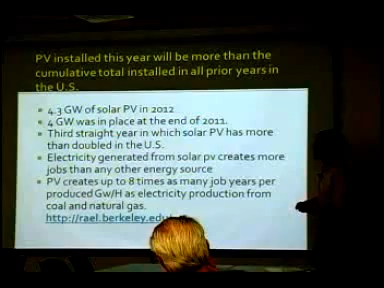 PV installed this year will be more than the
cumulative total installed in all prior years in
the U.S.
4.3 GW of solar PV in 2012
4 GW was in place at the end of 2011.
Third straight year in which solar PV has more
than doubled in the U.S.
Electricity generated from solar pv creates more
jobs than any other energy source
PV creates up to 8 times as many job years per
produced Gw/H as electricity production from
coal and natural gas.
http://rael.berkeley.edu/